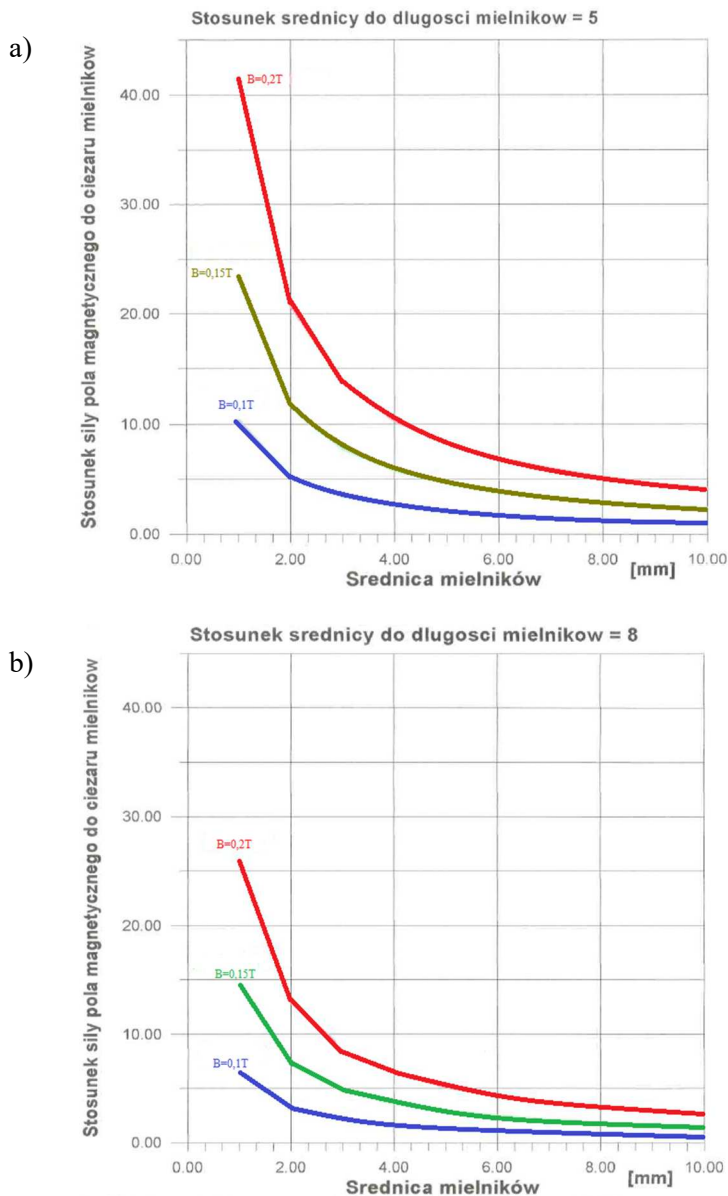 a)
Stosunek srednicy do dlugosci mielnikow = 5
Stosunek sily pola magnetycznego do ciezaru mielnikow
40.00
30.00
20.00
10.00
0.00
B=0,2T
B=0,15T
B=0,1T
0.00 2.00 4.00 6.00 8.00 10.00
Srednica mielników [mm]
b)
Stosunek srednicy do dlugosci mielnikow = 8
Stosunek sily pola magnetycznego do ciezaru mielnikow
40.00
30.00
20.00
10.00
0.00
B=0,2T
B=0,15T
B=0,1T
0.00 2.00 4.00 6.00 8.00 10.00
Srednica mielników [mm]